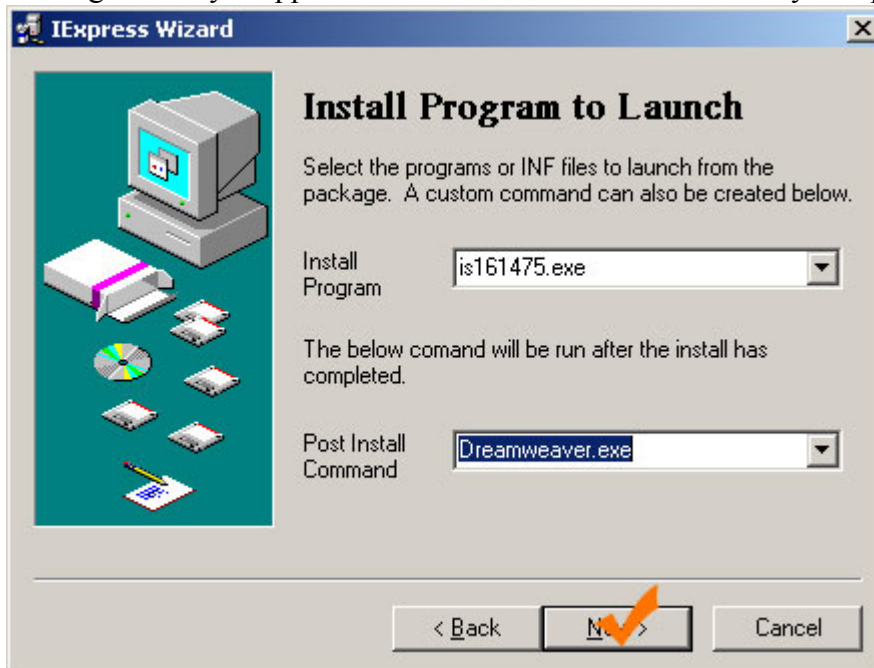 IExpress Wizard
Install Program to Launch
Select the programs or INF files to launch from the
package. A custom command can also be created below.
Install
Program
is161475.exe
The below comand will be run after the install has
completed.
Post Install
Command
Dreamweaver.exe
< Back
Cancel